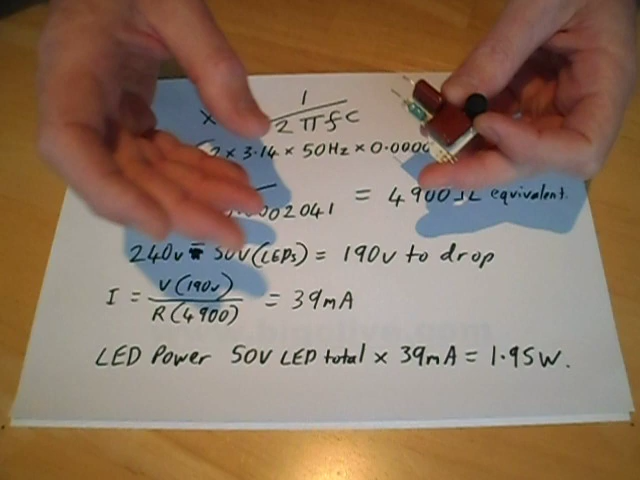 X 1 / 2πfC
2 x 3.14 x 50Hz x 0.0000
002041 = 4900Ω equivalent.
240v - 50V(LEDs) = 190v to drop
I = V(190v) / R(4900) = 39mA
LED Power 50V LED total x 39mA = 1.95W.